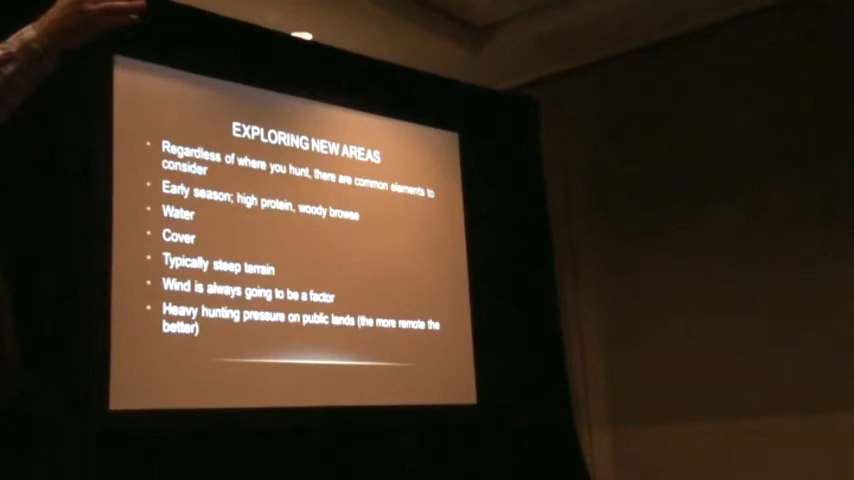 EXPLORING NEW AREAS
• Regardless of where you hunt, there are common elements to
consider
• Early season; high protein, woody browse
• Water
• Cover
• Typically steep terrain
• Wind is always going to be a factor
• Heavy hunting pressure on public lands (the more remote the
better)